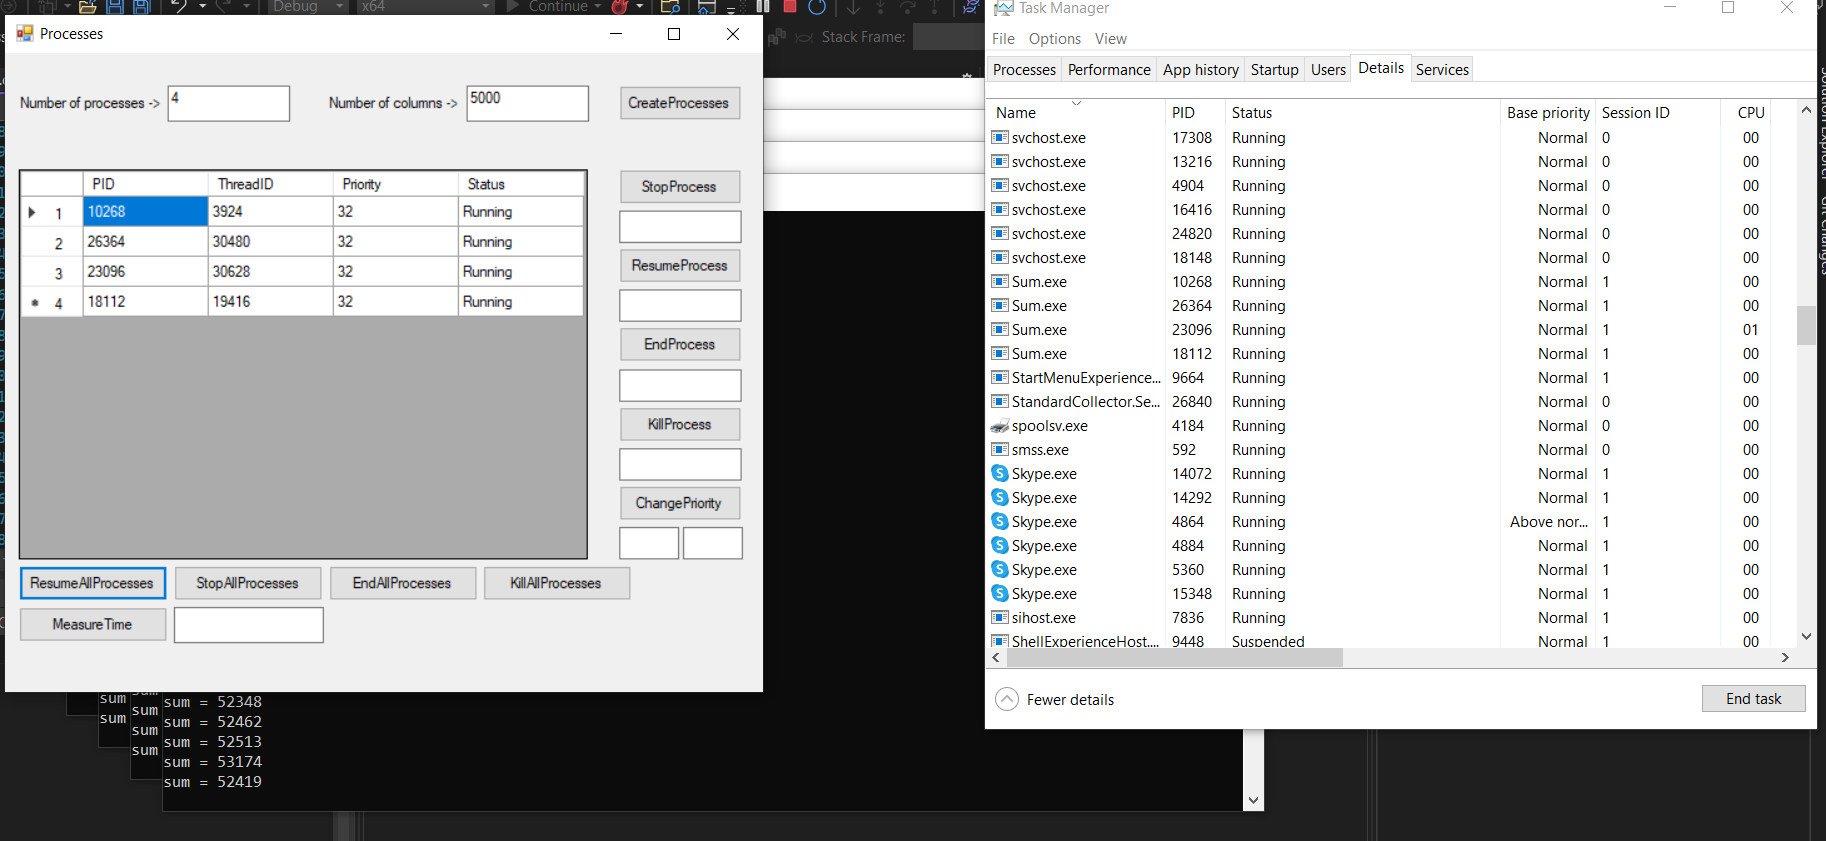 Debug
x64
Continue
Stack Frame:
Processes
Number of processes ->
4
Number of columns ->
5000
CreateProcesses
PID ThreadID Priority Status
1 10268 3924 32 Running
2 26364 30480 32 Running
3 23096 30628 32 Running
* 4 18112 19416 32 Running
StopProcess
ResumeProcess
EndProcess
KillProcess
ChangePriority
ResumeAllProcesses StopAllProcesses EndAllProcesses KillAllProcesses
MeasureTime
sum
sum
sum
sum
sum
sum
sum = 52348
sum = 52462
sum = 52513
sum = 53174
sum = 52419
Task Manager
File Options View
Processes Performance App history Startup Users Details Services
Name PID Status Base priority Session ID CPU
svchost.exe 17308 Running Normal 0 00
svchost.exe 13216 Running Normal 0 00
svchost.exe 4904 Running Normal 0 00
svchost.exe 16416 Running Normal 0 00
svchost.exe 24820 Running Normal 0 00
svchost.exe 18148 Running Normal 0 00
Sum.exe 10268 Running Normal 1 00
Sum.exe 26364 Running Normal 1 00
Sum.exe 23096 Running Normal 1 01
Sum.exe 18112 Running Normal 1 00
StartMenuExperience... 9664 Running Normal 1 00
StandardCollector.Se... 26840 Running Normal 0 00
spoolsv.exe 4184 Running Normal 0 00
smss.exe 592 Running Normal 0 00
Skype.exe 14072 Running Normal 1 00
Skype.exe 14292 Running Normal 1 00
Skype.exe 4864 Running Above nor... 1 00
Skype.exe 4884 Running Normal 1 00
Skype.exe 5360 Running Normal 1 00
Skype.exe 15348 Running Normal 1 00
sihost.exe 7836 Running Normal 1 00
ShellExperienceHost.... 9448 Suspended Normal 1 00
Fewer details
End task
Solution Explorer
Git Changes